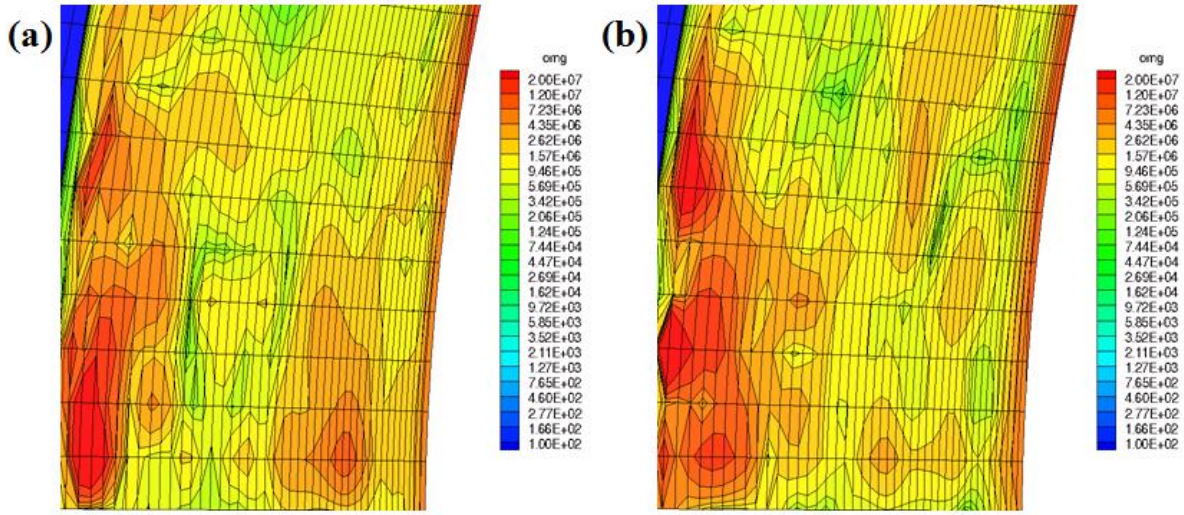 (a)
omg
2.00E+07
1.20E+07
7.23E+06
4.35E+06
2.62E+06
1.57E+06
9.46E+05
5.69E+05
3.42E+05
2.06E+05
1.24E+05
7.44E+04
4.47E+04
2.69E+04
1.62E+04
9.72E+03
5.85E+03
3.52E+03
2.11E+03
1.27E+03
7.65E+02
4.60E+02
2.77E+02
1.66E+02
1.00E+02
(b)
omg
2.00E+07
1.20E+07
7.23E+06
4.35E+06
2.62E+06
1.57E+06
9.46E+05
5.69E+05
3.42E+05
2.06E+05
1.24E+05
7.44E+04
4.47E+04
2.69E+04
1.62E+04
9.72E+03
5.85E+03
3.52E+03
2.11E+03
1.27E+03
7.65E+02
4.60E+02
2.77E+02
1.66E+02
1.00E+02